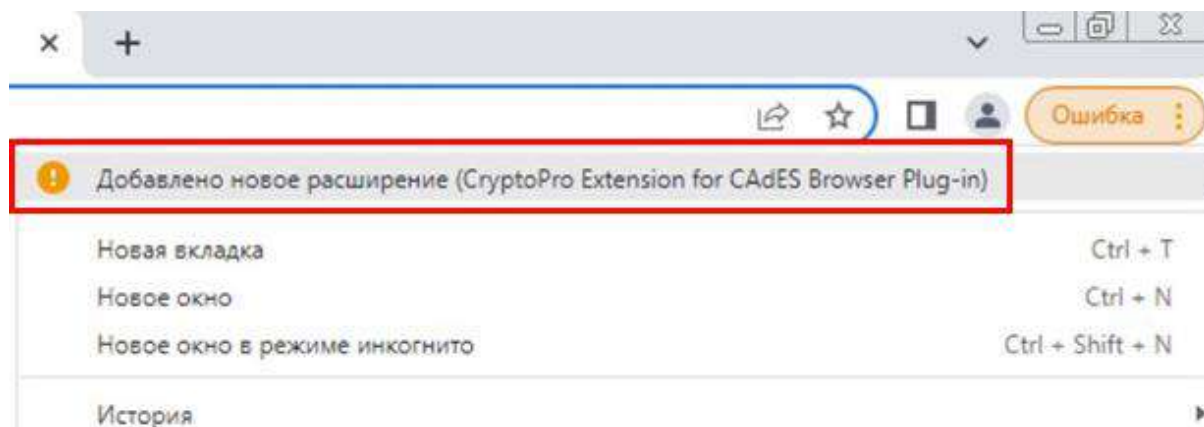 Ошибка
Добавлено новое расширение (CryptoPro Extension for CAdES Browser Plug-in)
Новая вкладка Ctrl + T
Новое окно Ctrl + N
Новое окно в режиме инкогнито Ctrl + Shift + N
История